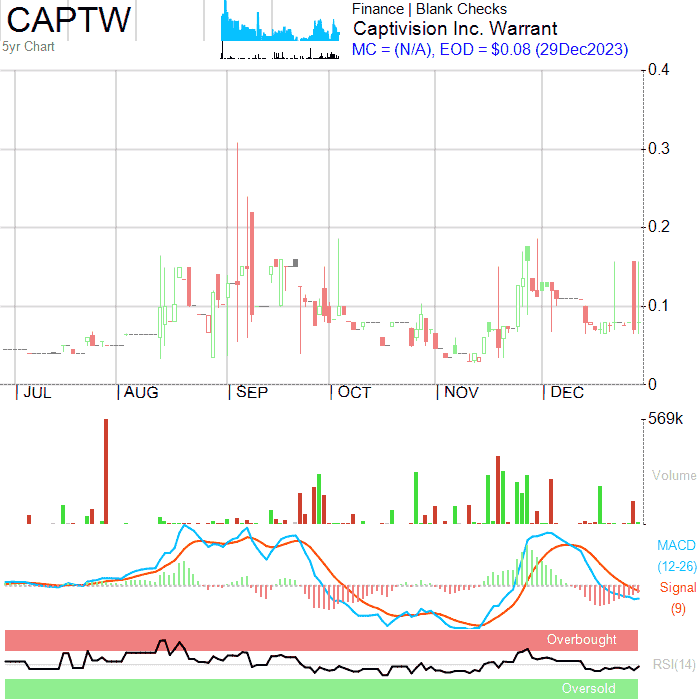 CAPTW
5yr Chart
Finance | Blank Checks
Captivision Inc. Warrant
MC = (N/A), EOD = $0.08 (29Dec2023)
0.4
0.3
0.2
0.1
0
JUL AUG SEP OCT NOV DEC
569k
Volume
MACD
(12-26)
Signal
(9)
Overbought
RSI(14)
Oversold